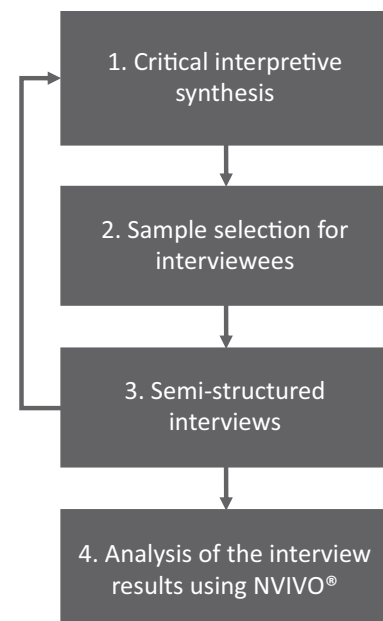 1. Critical interpretive
synthesis
2. Sample selection for
interviewees
3. Semi-structured
interviews
4. Analysis of the interview
results using NVIVO®